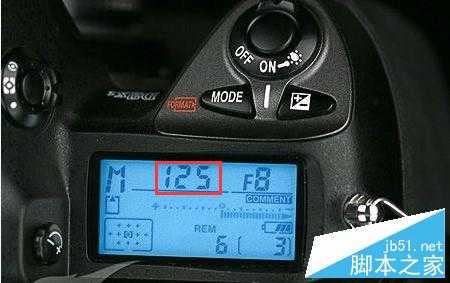 OFF ON
FORMAT
MODE
M 125 F8
COMMENT
REM
6 [ 3]
jb51.net
脚本之家